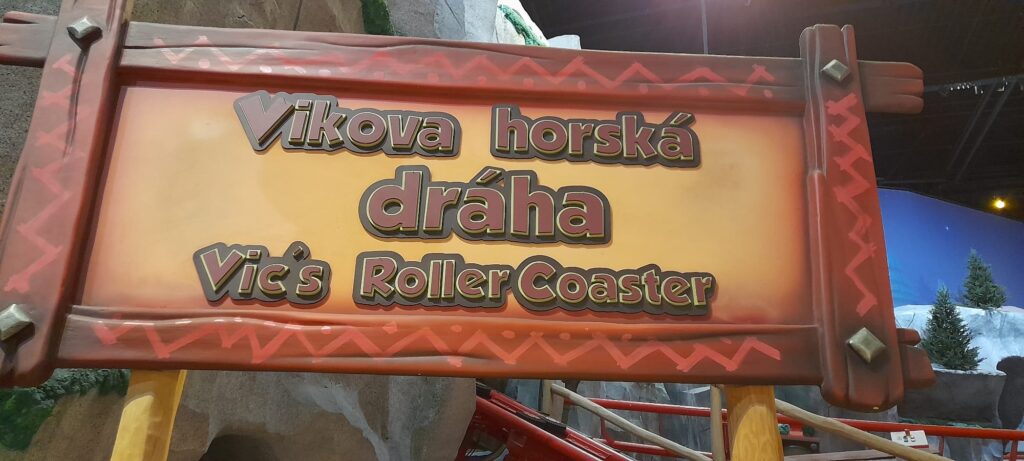 Vikova horská
dráha
Vic's Roller Coaster